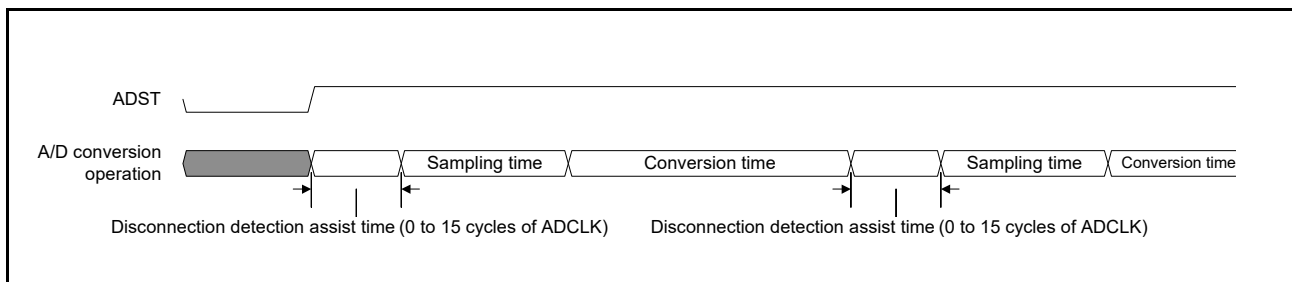 ADST
A/D conversion
operation
Sampling time
Conversion time
Sampling time
Conversion time
Disconnection detection assist time (0 to 15 cycles of ADCLK)
Disconnection detection assist time (0 to 15 cycles of ADCLK)